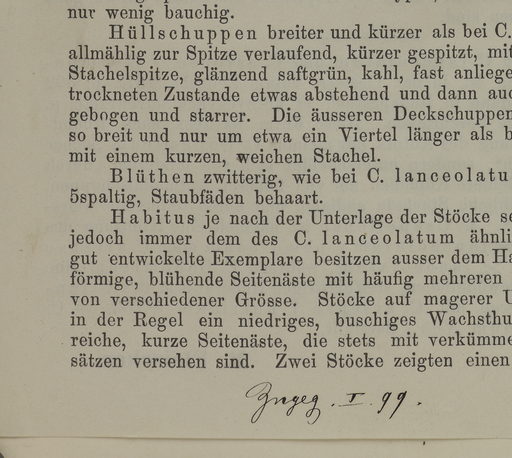 nur wenig bauchig.
Hüllschuppen breiter und kürzer als bei C.
allmählig zur Spitze verlaufend, kürzer gespitzt, mit
Stachelspitze, glänzend saftgrün, kahl, fast anliege
trockneten Zustande etwas abstehend und dann auc
gebogen und starrer. Die äusseren Deckschuppen
so breit und nur um etwa ein Viertel länger als b
mit einem kurzen, weichen Stachel.
Blüthen zwitterig, wie bei C. lanceolatu
5spaltig, Staubfäden behaart.
Habitus je nach der Unterlage der Stöcke se
jedoch immer dem des C. lanceolatum ähnli
gut entwickelte Exemplare besitzen ausser dem Ha
förmige, blühende Seitenäste mit häufig mehreren
von verschiedener Grösse. Stöcke auf magerer U
in der Regel ein niedriges, buschiges Wachsthu
reiche, kurze Seitenäste, die stets mit verkümme
sätzen versehen sind. Zwei Stöcke zeigten einen
I. 99.